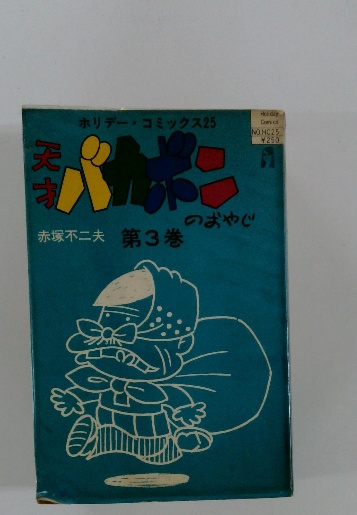 ホリデー・コミックス25
Holiday
Comics
NO.HC25
¥250
天才バカボン
のおやじ
赤塚不二夫
第3巻